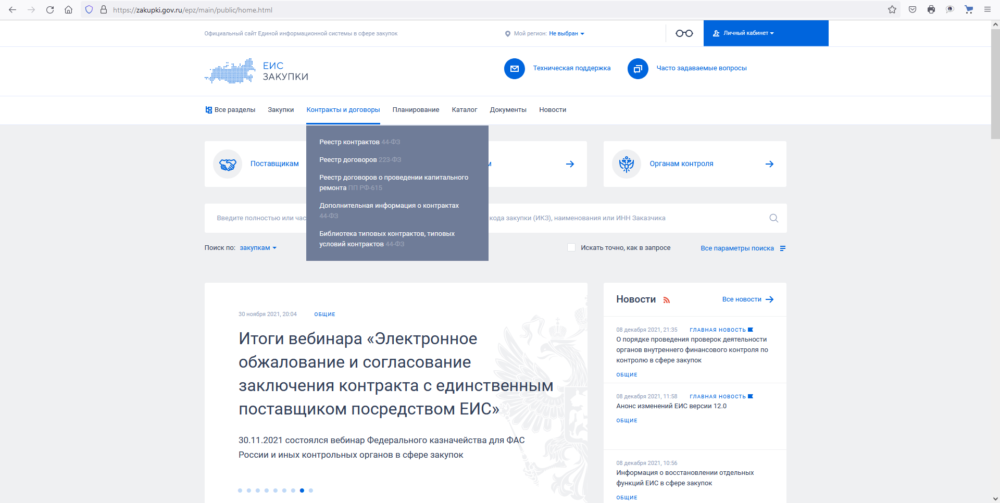 https://zakupki.gov.ru/epz/main/public/home.html
Официальный сайт Единой информационной системы в сфере закупок
Мой регион: Не выбран
Личный кабинет
ЕИС
ЗАКУПКИ
Техническая поддержка
Часто задаваемые вопросы
Все разделы
Закупки
Контракты и договоры
Планирование
Каталог
Документы
Новости
Реестр контрактов 44-ФЗ
Реестр договоров 223-ФЗ
Реестр договоров о проведении капитального
ремонта ПП РФ-615
Дополнительная информация о контрактах
44-ФЗ
Библиотека типовых контрактов, типовых
условий контрактов 44-ФЗ
Поставщикам
м
Органам контроля
Введите полностью или час
кода закупки (ИКЗ), наименования или ИНН Заказчика
Поиск по: закупкам
Искать точно, как в запросе
Все параметры поиска
30 ноября 2021, 20:04
ОБЩИЕ
Итоги вебинара «Электронное
обжалование и согласование
заключения контракта с единственным
поставщиком посредством ЕИС»
30.11.2021 состоялся вебинар Федерального казначейства для ФАС
России и иных контрольных органов в сфере закупок
Новости
Все новости
08 декабря 2021, 21:35
ГЛАВНАЯ НОВОСТЬ
О порядке проведения проверок деятельности
органов внутреннего финансового контроля по
контролю в сфере закупок
ОБЩИЕ
08 декабря 2021, 11:58
ГЛАВНАЯ НОВОСТЬ
Анонс изменений ЕИС версии 12.0
ОБЩИЕ
08 декабря 2021, 10:56
Информация о восстановлении отдельных
функций ЕИС в сфере закупок
ОБЩИЕ